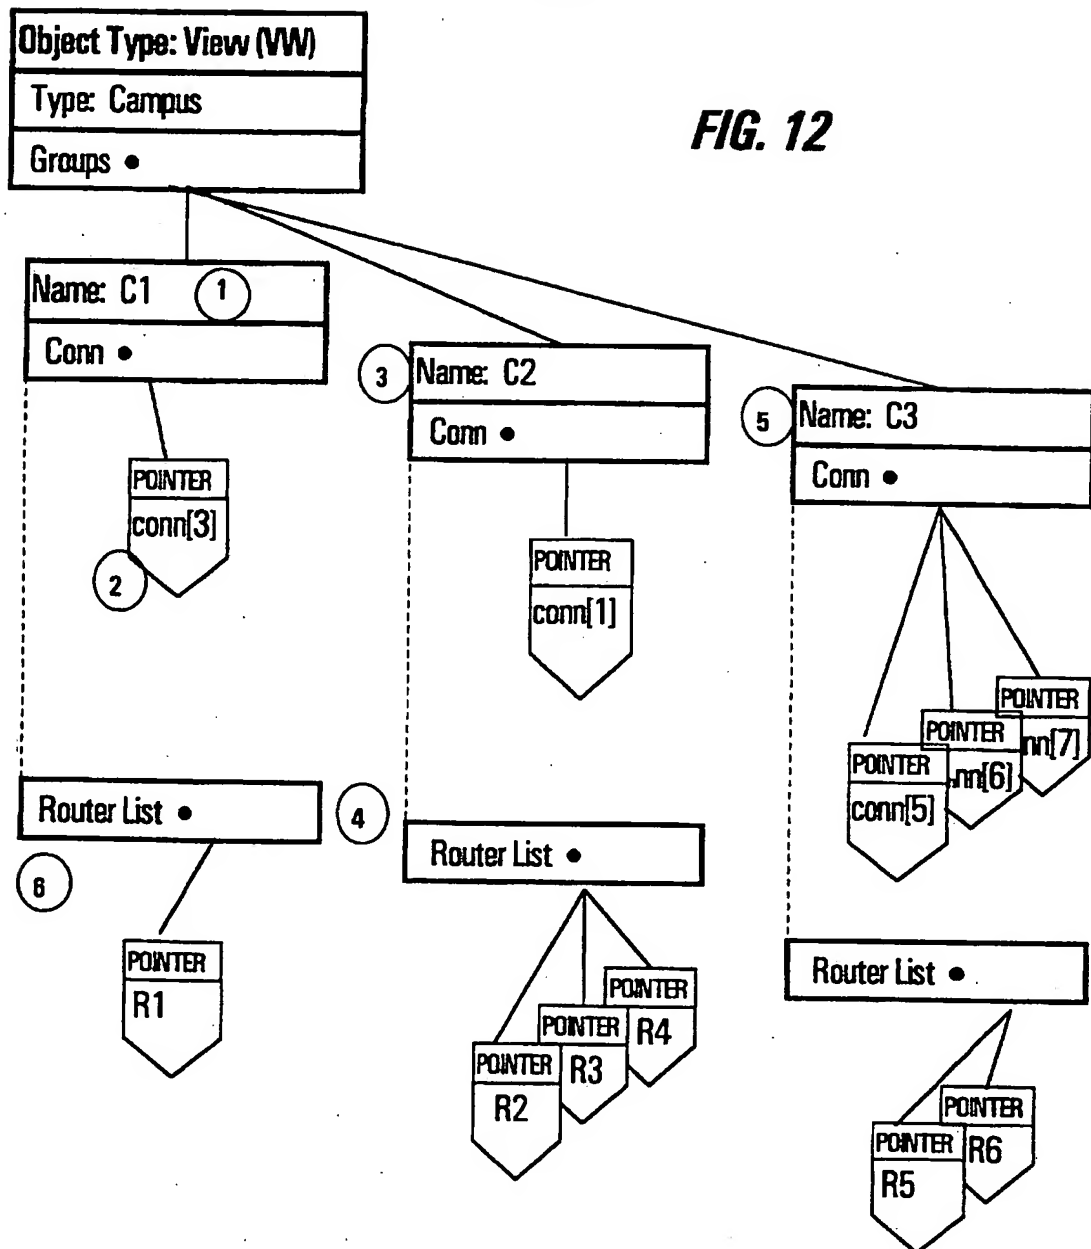 Object Type: View (VW)
Type: Campus
Groups •
FIG. 12
Name: C1
1
Conn •
3
Name: C2
Conn •
5
Name: C3
Conn •
POINTER
conn[3]
2
POINTER
conn[1]
POINTER
nn[7]
POINTER
nn[6]
POINTER
conn[5]
Router List •
4
Router List •
6
Router List •
POINTER
R1
POINTER
R4
POINTER
R3
POINTER
R2
POINTER
R6
POINTER
R5